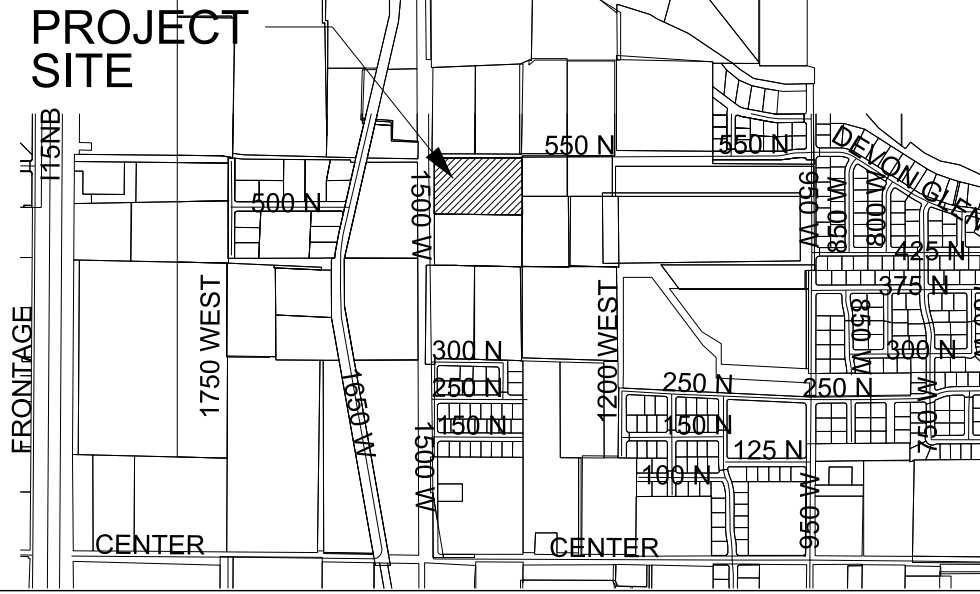 PROJECT
SITE
I15NB
550 N
550 N
DEVON GLEN
500 N
1500 W
950 W
850 W
800 W
425 N
375 N
1750 WEST
1200 WEST
FRONTAGE
850 W
300 N
300 N
250 N
250 N
250 N
1650 W
150 N
150 N
750 W
1500 W
125 N
100 N
950 W
CENTER
CENTER